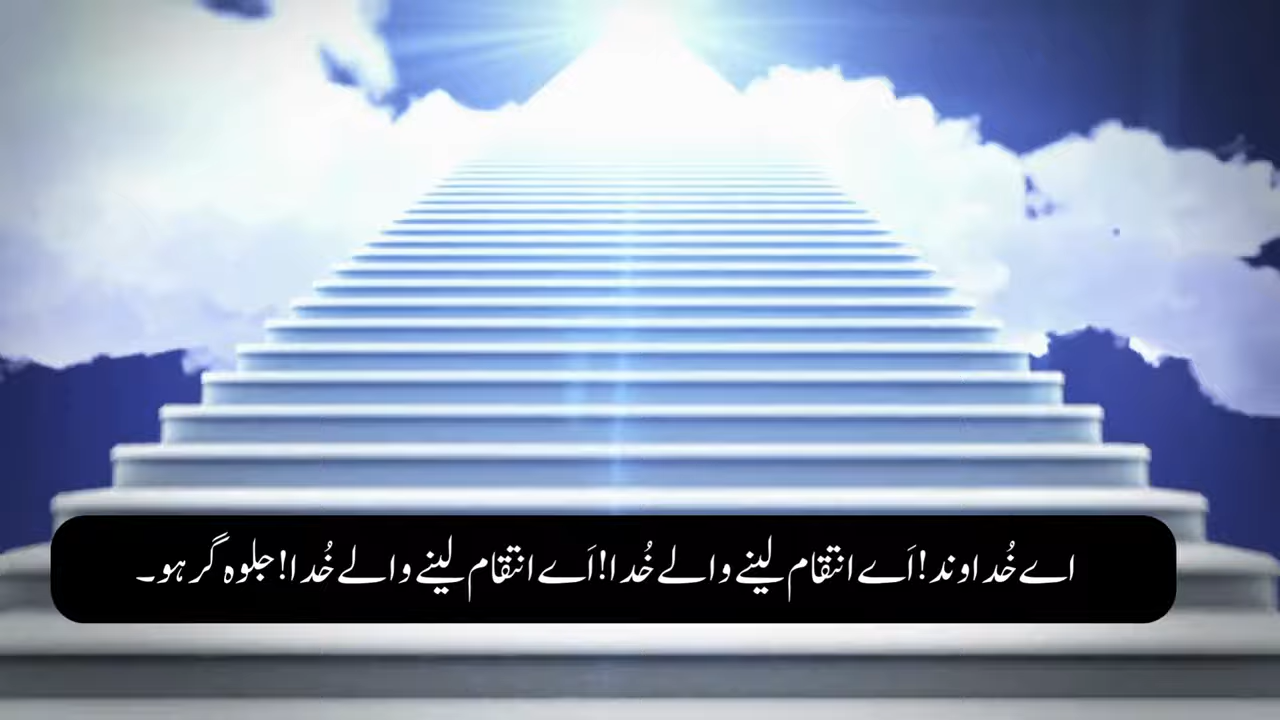 اے خُداوند!اَے انتقام لینے والے خُدا!اَے انتقام لینے والے خُدا!جلوہ گر ہو۔